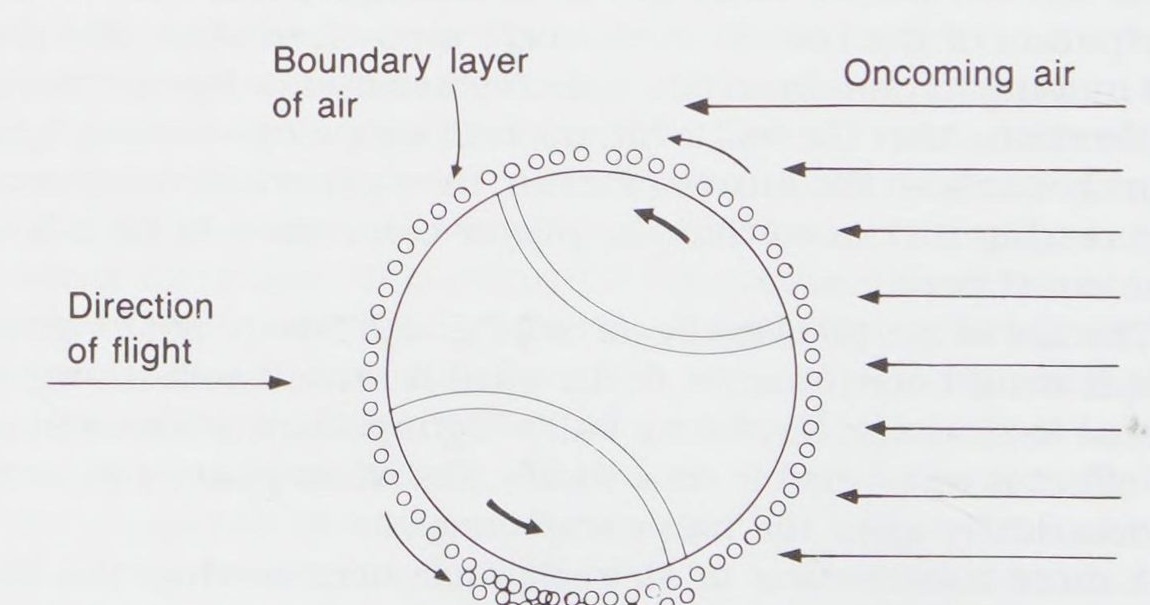 Boundary layer
of air
Oncoming air
Direction
of flight